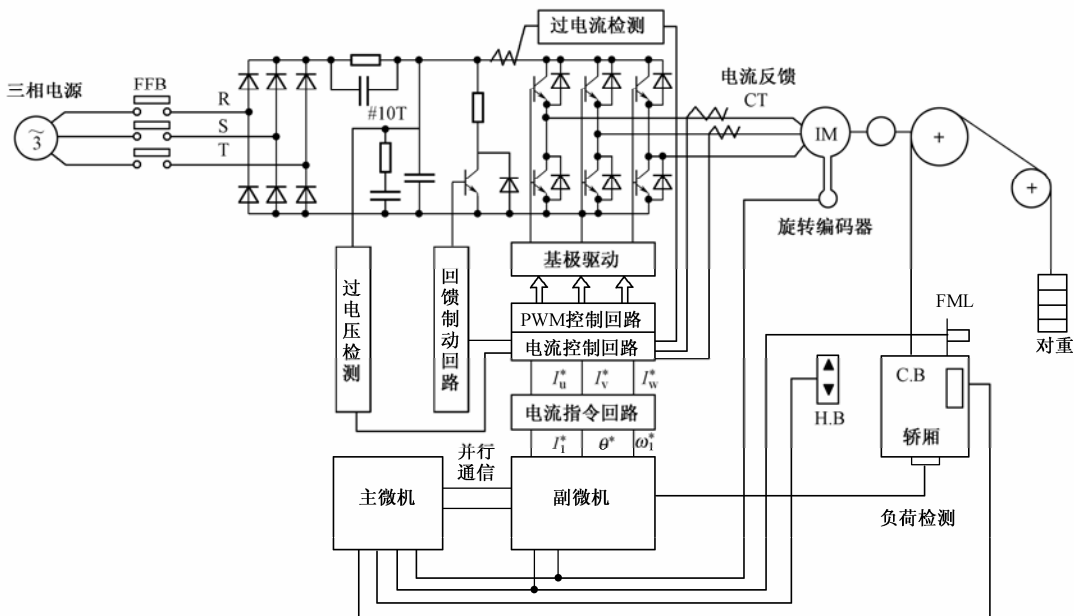 过电流检测
三相电源
FFB
R
S
T
~
3
#10T
电流反馈
CT
IM
+
+
旋转编码器
过电压检测
回馈制动回路
基极驱动
PWM控制回路
电流控制回路
I*u
I*v
I*w
电流指令回路
I*1
θ*
ω*1
FML
对重
C.B
轿厢
H.B
并行
通信
主微机
副微机
负荷检测